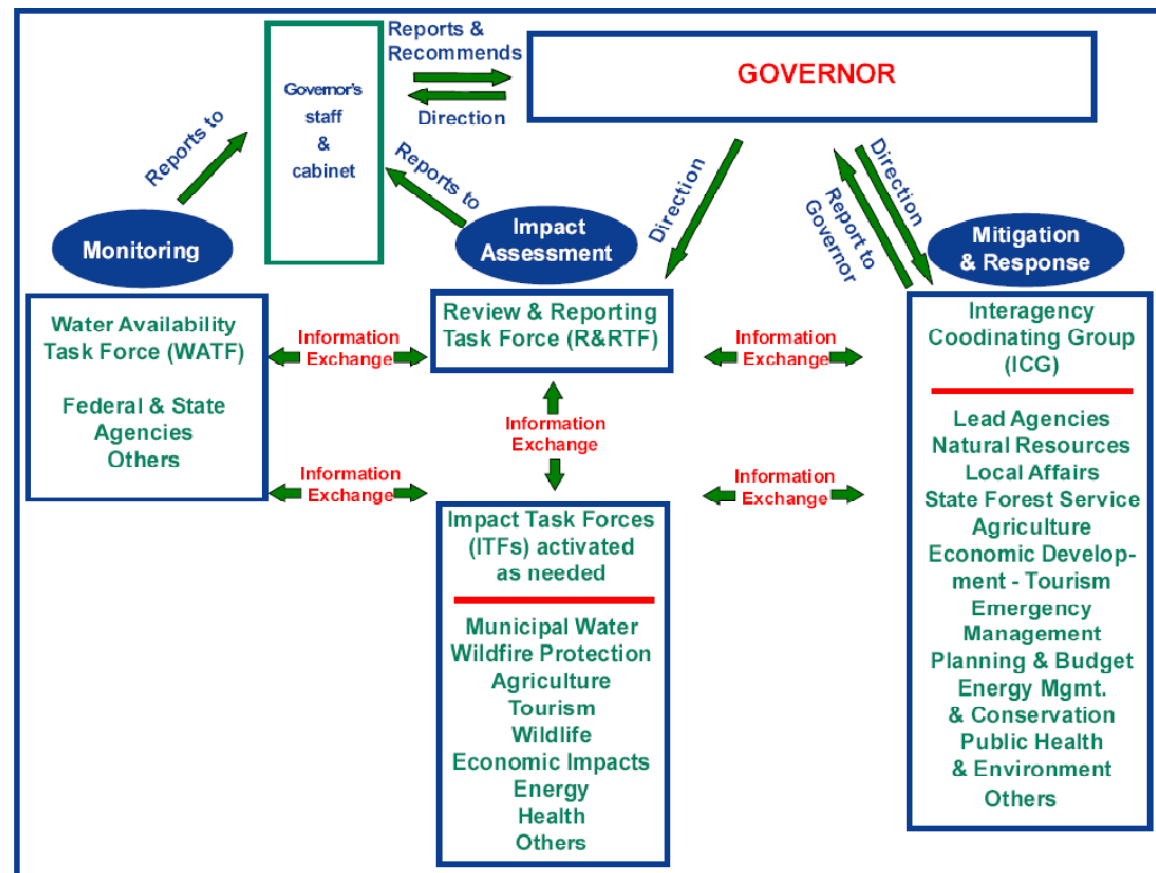 Reports &
Recommends
GOVERNOR
Governor's
staff
&
cabinet
Direction
Reports to
Reports to
Direction
Direction
Report to
Governor
Monitoring
Impact
Assessment
Mitigation
& Response
Water Availability
Task Force (WATF)
Federal & State
Agencies
Others
Information
Exchange
Review & Reporting
Task Force (R&RTF)
Information
Exchange
Information
Exchange
Information
Exchange
Information
Exchange
Impact Task Forces
(ITFs) activated
as needed
Municipal Water
Wildfire Protection
Agriculture
Tourism
Wildlife
Economic Impacts
Energy
Health
Others
Interagency
Coodinating Group
(ICG)
Lead Agencies
Natural Resources
Local Affairs
State Forest Service
Agriculture
Economic Develop-
ment - Tourism
Emergency
Management
Planning & Budget
Energy Mgmt.
& Conservation
Public Health
& Environment
Others